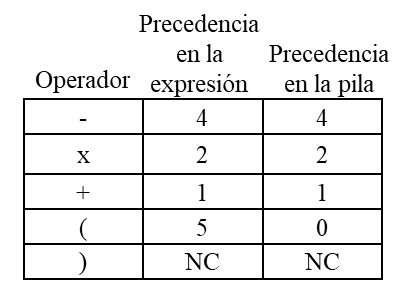 Operador Precedencia en la expresión Precedencia en la pila
- 4 4
x 2 2
+ 1 1
( 5 0
) NC NC